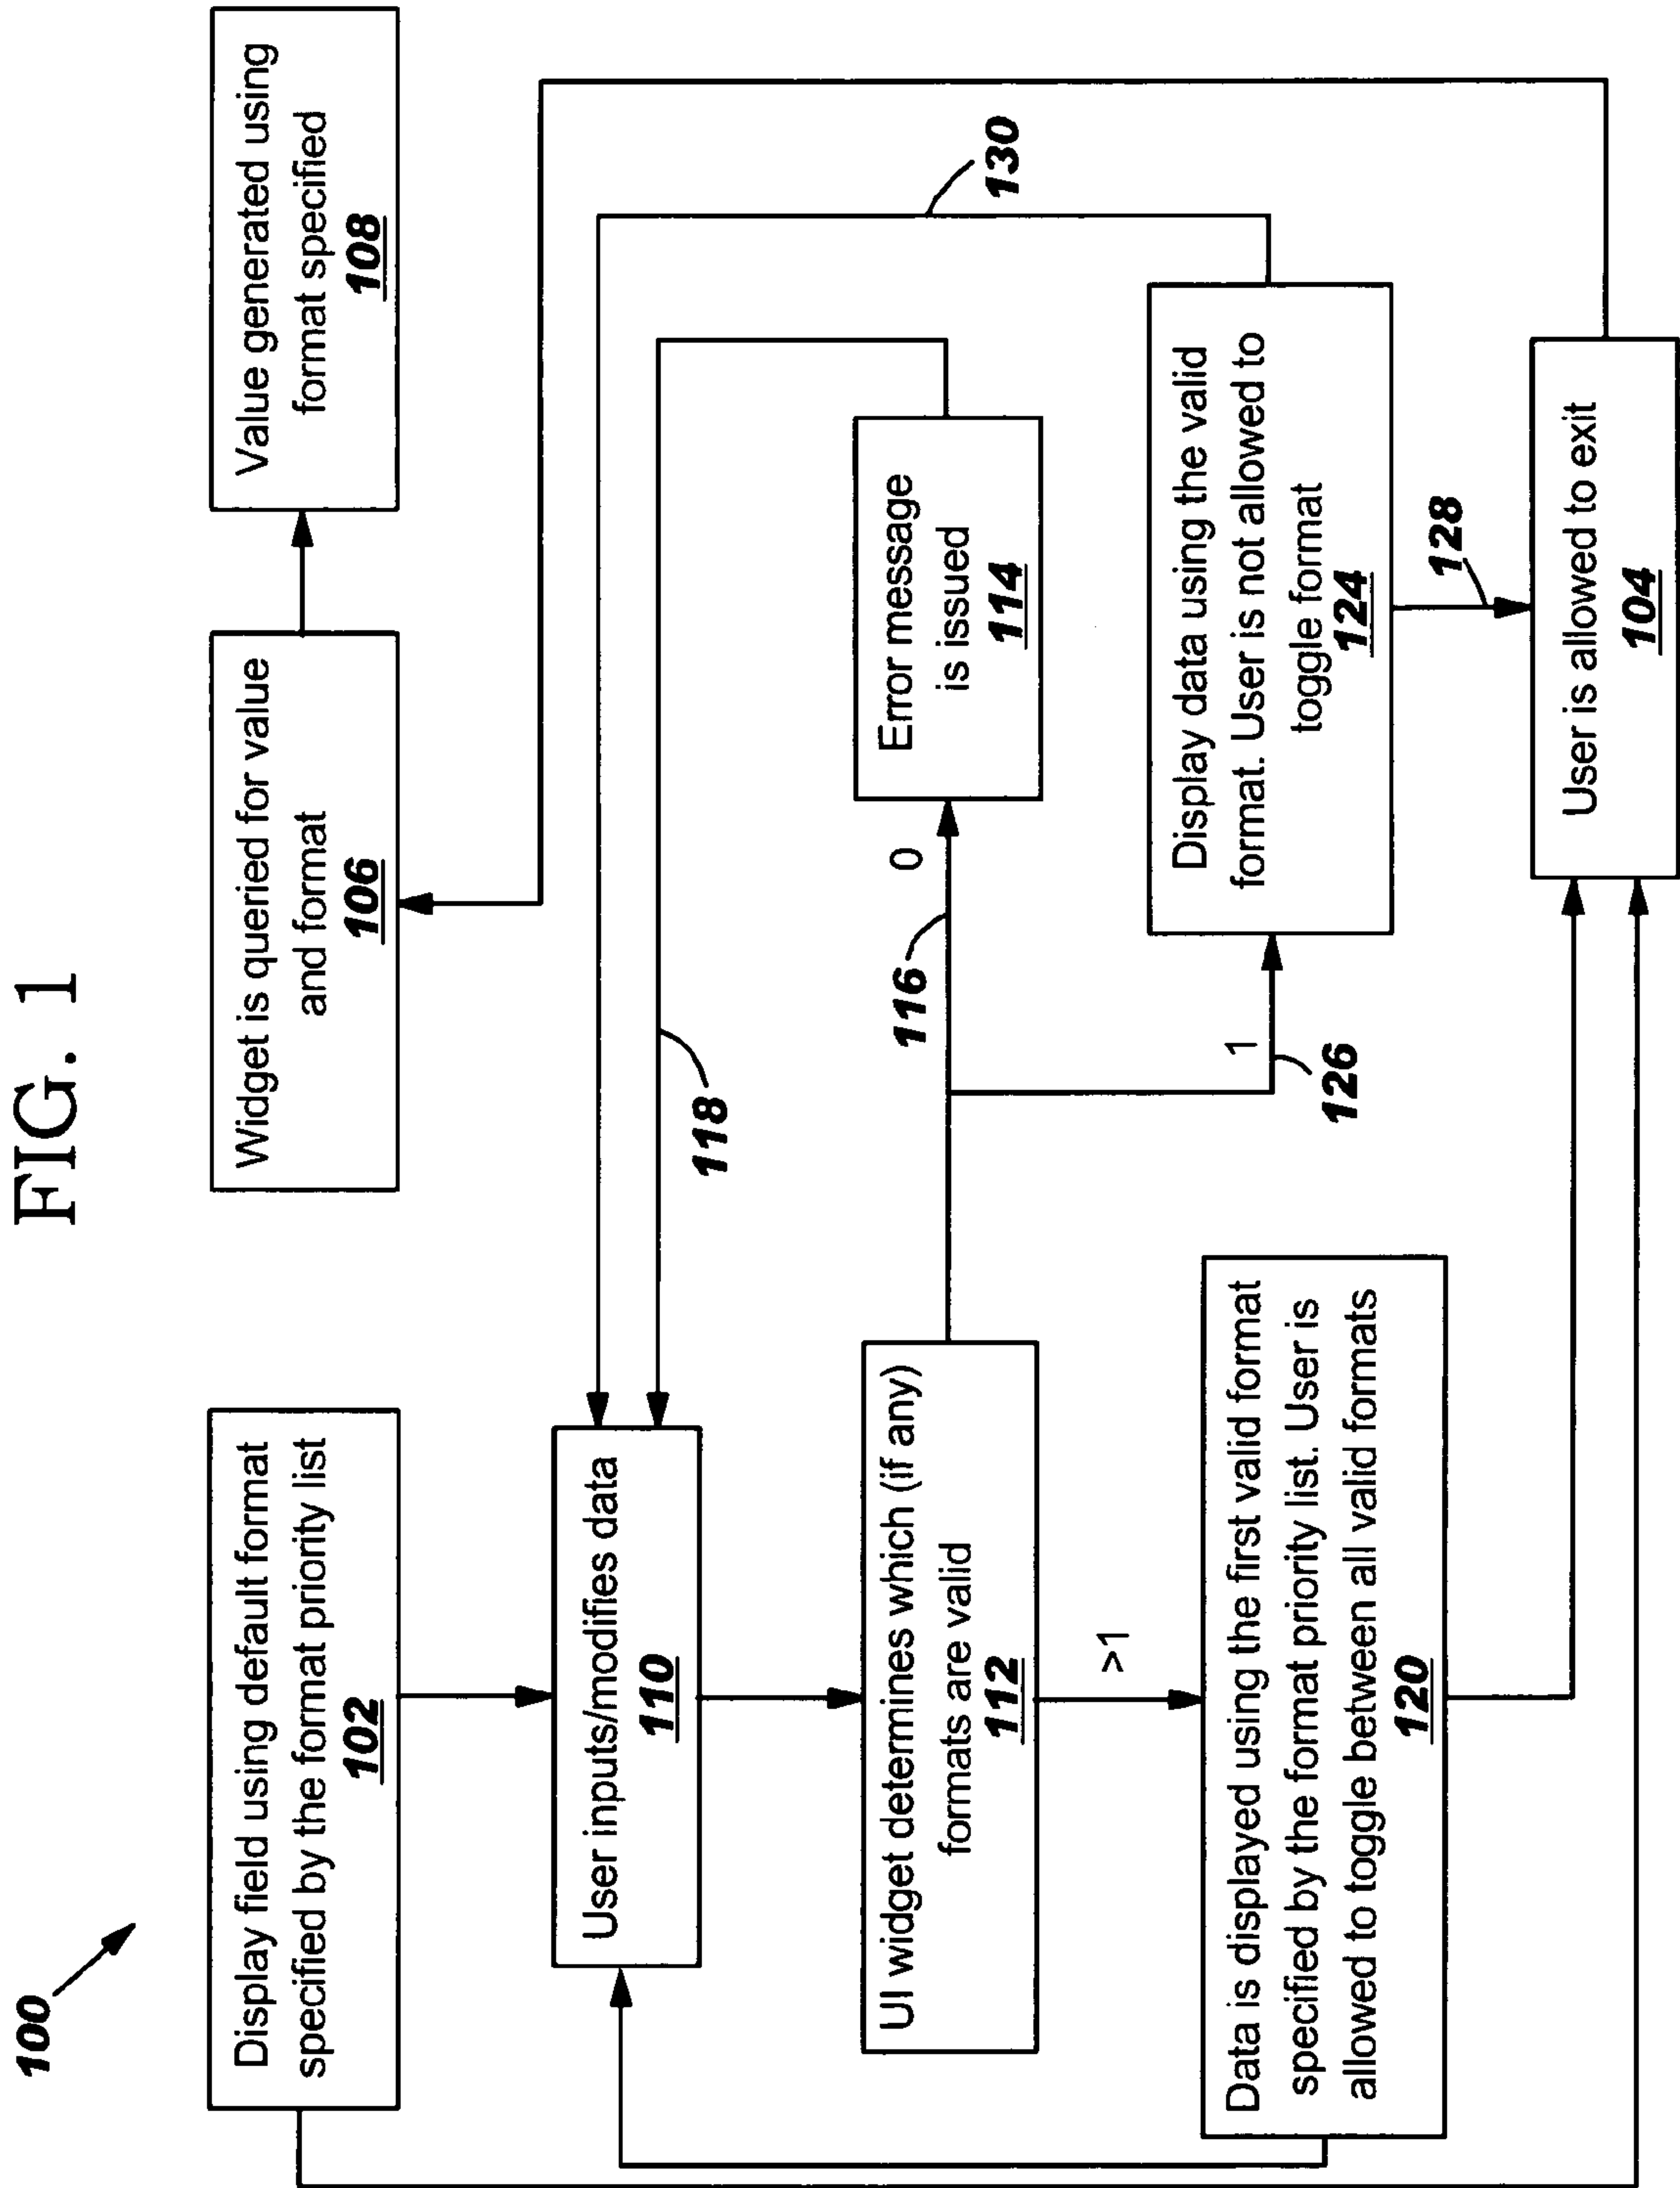 FIG. 1
100
Display field using default format
specified by the format priority list
102
Widget is queried for value
and format
106
Value generated using
format specified
108
User inputs/modifies data
110
118
130
UI widget determines which (if any)
formats are valid
112
116
0
Error message
is issued
114
>1
1
126
Data is displayed using the first valid format
specified by the format priority list. User is
allowed to toggle between all valid formats
120
Display data using the valid
format. User is not allowed to
toggle format
124
128
User is allowed to exit
104